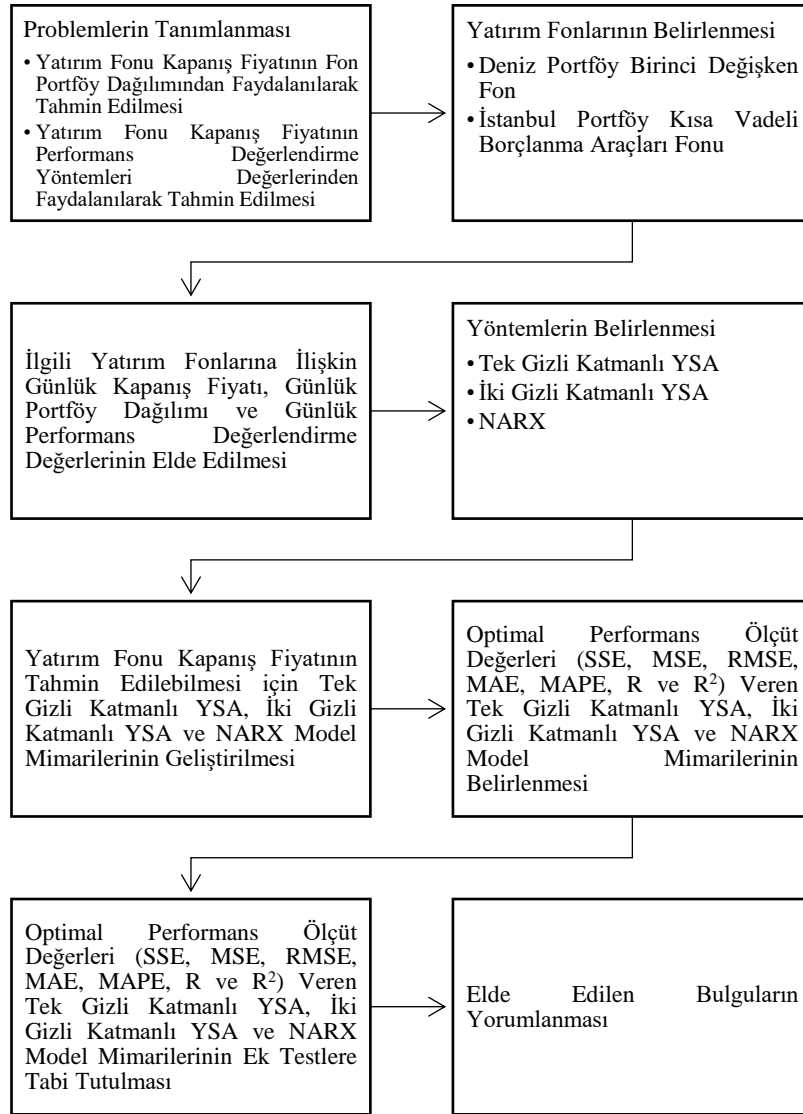 Problemlerin Tanımlanması
• Yatırım Fonu Kapanış Fiyatının Fon
Portföy Dağılımından Faydalanılarak
Tahmin Edilmesi
• Yatırım Fonu Kapanış Fiyatının
Performans Değerlendirme
Yöntemleri Değerlerinden
Faydalanılarak Tahmin Edilmesi
Yatırım Fonlarının Belirlenmesi
• Deniz Portföy Birinci Değişken
Fon
• İstanbul Portföy Kısa Vadeli
Borçlanma Araçları Fonu
İlgili Yatırım Fonlarına İlişkin
Günlük Kapanış Fiyatı, Günlük
Portföy Dağılımı ve Günlük
Performans Değerlendirme
Değerlerinin Elde Edilmesi
Yöntemlerin Belirlenmesi
• Tek Gizli Katmanlı YSA
• İki Gizli Katmanlı YSA
• NARX
Yatırım Fonu Kapanış Fiyatının
Tahmin Edilebilmesi için Tek
Gizli Katmanlı YSA, İki Gizli
Katmanlı YSA ve NARX Model
Mimarilerinin Geliştirilmesi
Optimal Performans Ölçüt
Değerleri (SSE, MSE, RMSE,
MAE, MAPE, R ve R²) Veren
Tek Gizli Katmanlı YSA, İki
Gizli Katmanlı YSA ve NARX
Model Mimarilerinin
Belirlenmesi
Optimal Performans Ölçüt
Değerleri (SSE, MSE, RMSE,
MAE, MAPE, R ve R²) Veren
Tek Gizli Katmanlı YSA, İki
Gizli Katmanlı YSA ve NARX
Model Mimarilerinin Ek Testlere
Tabi Tutulması
Elde Edilen Bulguların
Yorumlanması